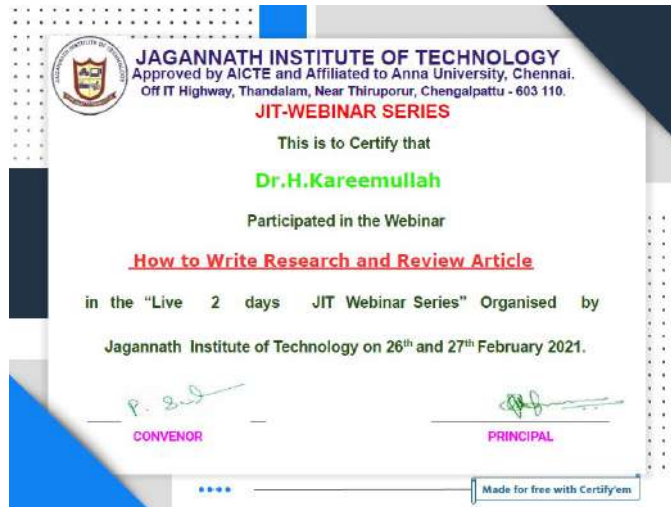 JAGANNATH INSTITUTE OF TECHNOLOGY
Approved by AICTE and Affiliated to Anna University, Chennai.
Off IT Highway, Thandalam, Near Thiruporur, Chengalpattu - 603 110.
JIT-WEBINAR SERIES
This is to Certify that
Dr.H.Kareemullah
Participated in the Webinar
How to Write Research and Review Article
in the “Live 2 days JIT Webinar Series” Organised by
Jagannath Institute of Technology on 26th and 27th February 2021.
CONVENOR
PRINCIPAL
Made for free with Certify'em